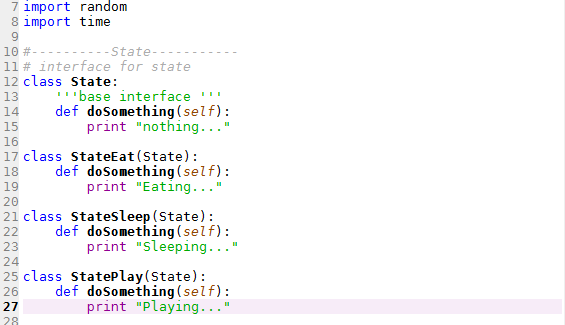 7 import random
8 import time
9
10 #----------State-----------
11 # interface for state
12 class State:
13     '''base interface '''
14     def doSomething(self):
15         print "nothing..."
16
17 class StateEat(State):
18     def doSomething(self):
19         print "Eating..."
20
21 class StateSleep(State):
22     def doSomething(self):
23         print "Sleeping..."
24
25 class StatePlay(State):
26     def doSomething(self):
27         print "Playing..."
28